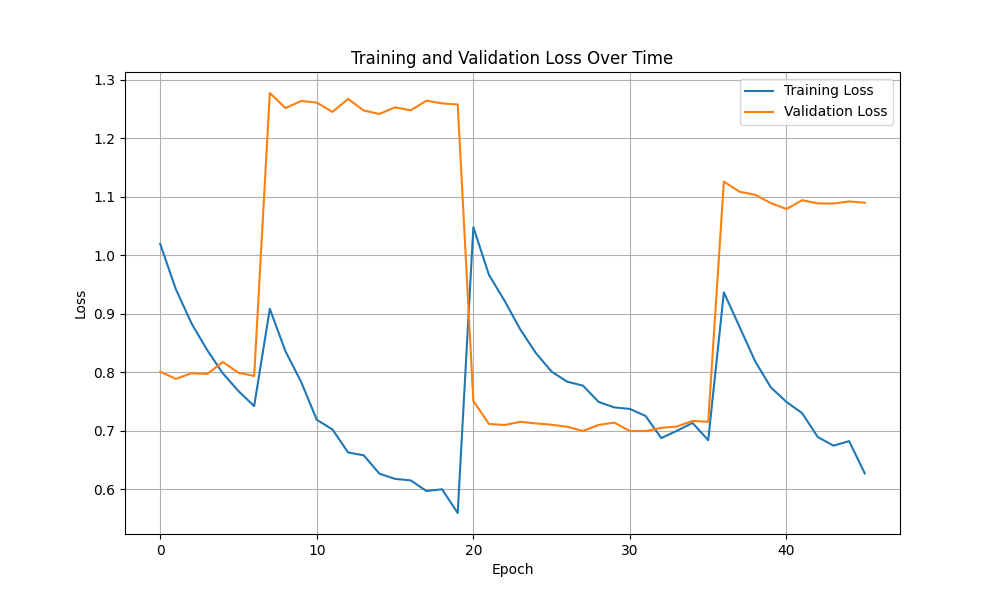 Training and Validation Loss Over Time
Training Loss
Validation Loss
1.3
1.2
1.1
1.0
0.9
0.8
0.7
0.6
Loss
0 10 20 30 40
Epoch